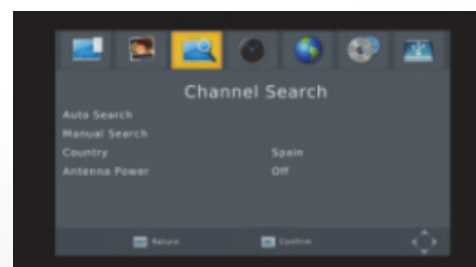 Channel Search
Auto Search
Manual Search
Country Spain
Antenna Power Off
Return Confirm